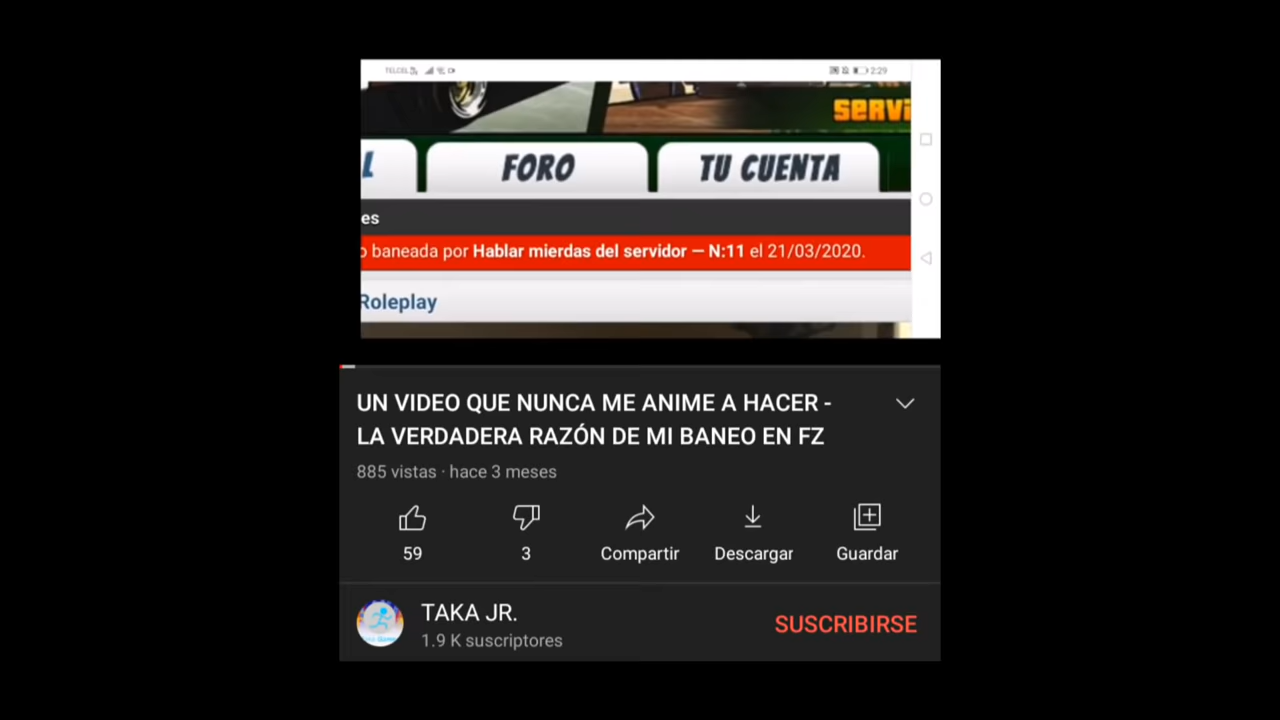 TELCEL 2:29
SERVI
L FORO TU CUENTA
es
o baneada por Hablar mierdas del servidor — N:11 el 21/03/2020.
Roleplay
UN VIDEO QUE NUNCA ME ANIME A HACER -
LA VERDADERA RAZÓN DE MI BANEO EN FZ
885 vistas · hace 3 meses
59 3 Compartir Descargar Guardar
TAKA JR. SUSCRIBIRSE
1.9 K suscriptores